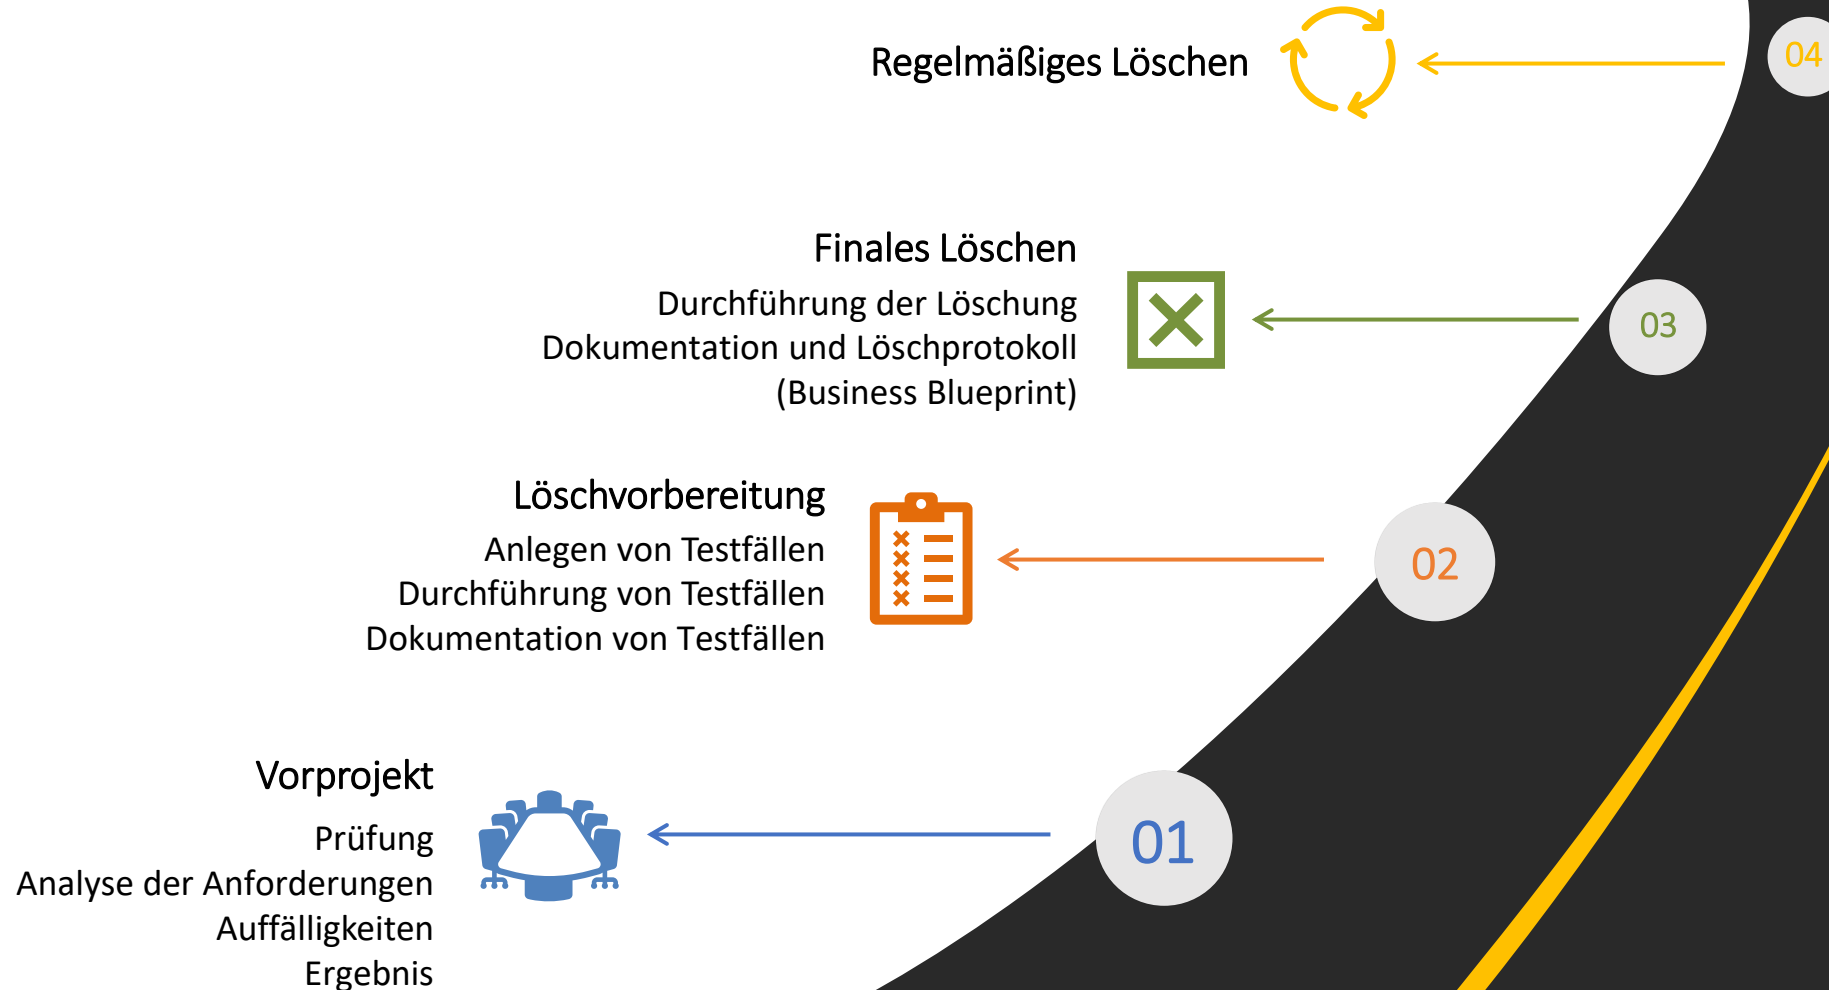 Regelmäßiges Löschen
04
Finales Löschen
Durchführung der Löschung
Dokumentation und Löschprotokoll
(Business Blueprint)
03
Löschvorbereitung
Anlegen von Testfällen
Durchführung von Testfällen
Dokumentation von Testfällen
02
Vorprojekt
Prüfung
Analyse der Anforderungen
Auffälligkeiten
Ergebnis
01